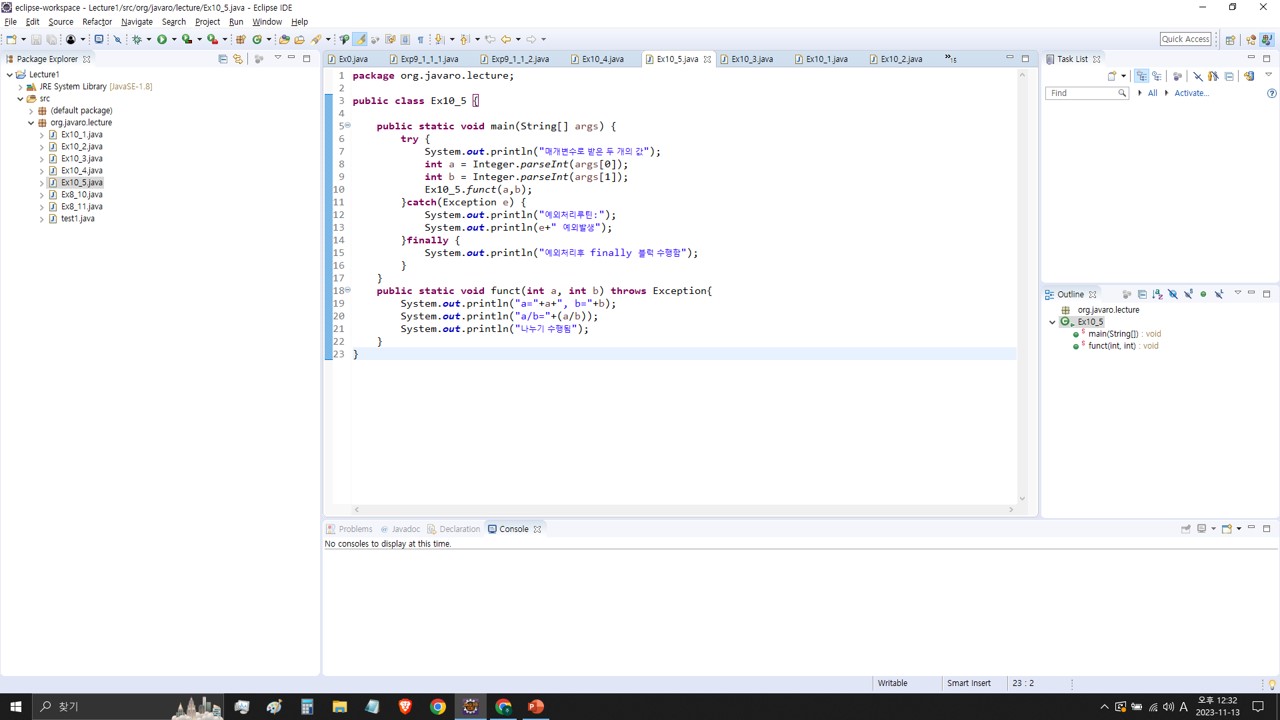 eclipse-workspace - Lecture1/src/org/javaro/lecture/Ex10_5.java - Eclipse IDE
File Edit Source Refactor Navigate Search Project Run Window Help
Quick Access
Package Explorer
Ex0.java Exp9_1_1_1.java Exp9_1_1_2.java Ex10_4.java Ex10_5.java Ex10_3.java Ex10_1.java Ex10_2.java »15
Task List
Lecture1
JRE System Library [JavaSE-1.8]
src
(default package)
org.javaro.lecture
Ex10_1.java
Ex10_2.java
Ex10_3.java
Ex10_4.java
Ex10_5.java
Ex8_10.java
Ex8_11.java
test1.java
1 package org.javaro.lecture;
2
3 public class Ex10_5 {
4
5 public static void main(String[] args) {
6 try {
7 System.out.println("매개변수로 받은 두 개의 값");
8 int a = Integer.parseInt(args[0]);
9 int b = Integer.parseInt(args[1]);
10 Ex10_5.funct(a,b);
11 }catch(Exception e) {
12 System.out.println("예외처리루틴:");
13 System.out.println(e+" 예외발생");
14 }finally {
15 System.out.println("예외처리후 finally 블럭 수행함");
16 }
17 }
18 public static void funct(int a, int b) throws Exception{
19 System.out.println("a="+a+", b="+b);
20 System.out.println("a/b="+(a/b));
21 System.out.println("나누기 수행됨");
22 }
23 }
Find All Activate...
Outline
org.javaro.lecture
Ex10_5
main(String[]) : void
funct(int, int) : void
Problems Javadoc Declaration Console
No consoles to display at this time.
Writable Smart Insert 23 : 2
찾기
A 오후 12:32
2023-11-13